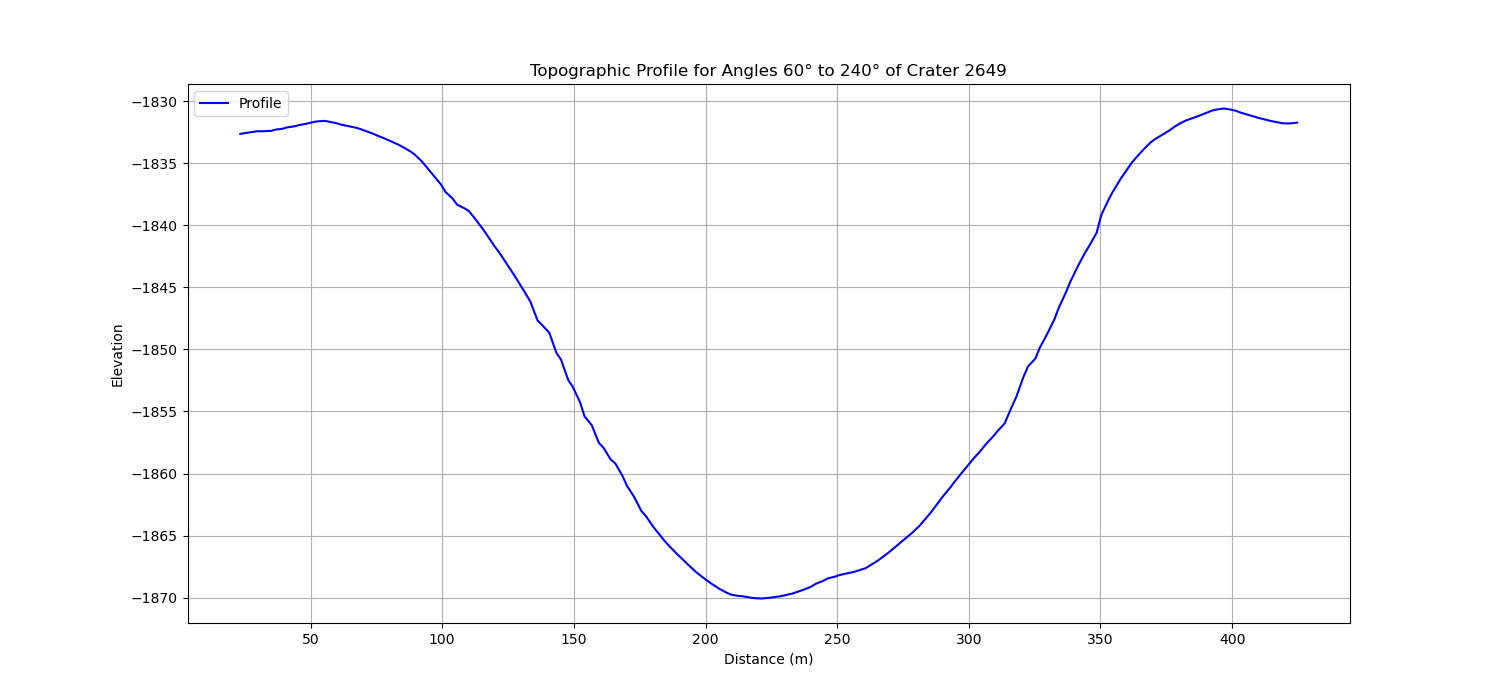 Topographic Profile for Angles 60° to 240° of Crater 2649
Profile
−1830
−1835
−1840
−1845
−1850
−1855
−1860
−1865
−1870
Elevation
50 100 150 200 250 300 350 400
Distance (m)